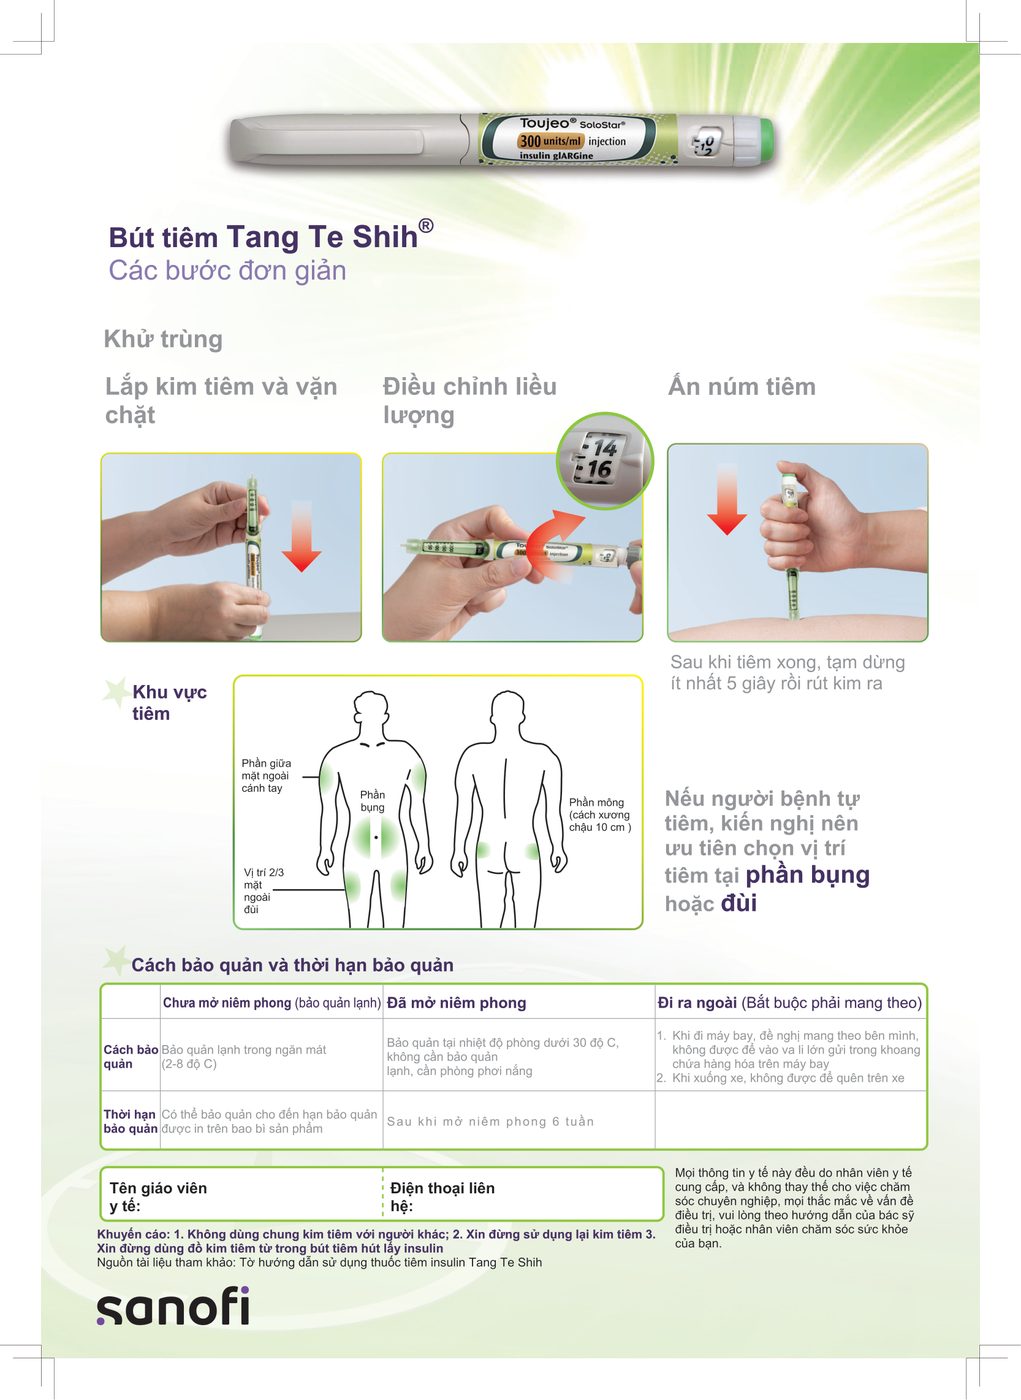 Toujeo® SoloStar®
300 units/ml injection
insulin glARGine
0
12
Bút tiêm Tang Te Shih®
Các bước đơn giản
Khử trùng
Lắp kim tiêm và vặn
chặt
Điều chỉnh liều
lượng
Ấn núm tiêm
14
16
Sau khi tiêm xong, tạm dừng
ít nhất 5 giây rồi rút kim ra
Khu vực
tiêm
Phần giữa
mặt ngoài
cánh tay
Phần
bụng
Vị trí 2/3
mặt
ngoài
đùi
Phần mông
(cách xương
chậu 10 cm )
Nếu người bệnh tự
tiêm, kiến nghị nên
ưu tiên chọn vị trí
tiêm tại phần bụng
hoặc đùi
Cách bảo quản và thời hạn bảo quản
Chưa mở niêm phong (bảo quản lạnh)
Đã mở niêm phong
Đi ra ngoài (Bắt buộc phải mang theo)
Cách bảo
quản
Bảo quản lạnh trong ngăn mát
(2-8 độ C)
Bảo quản tại nhiệt độ phòng dưới 30 độ C,
không cần bảo quản
lạnh, cần phòng phơi nắng
1. Khi đi máy bay, đề nghị mang theo bên mình,
không được để vào va li lớn gửi trong khoang
chứa hàng hóa trên máy bay
2. Khi xuống xe, không được để quên trên xe
Thời hạn
bảo quản
Có thể bảo quản cho đến hạn bảo quản
được in trên bao bì sản phẩm
Sau khi mở niêm phong 6 tuần
Tên giáo viên
y tế:
Điện thoại liên
hệ:
Mọi thông tin y tế này đều do nhân viên y tế
cung cấp, và không thay thế cho việc chăm
sóc chuyên nghiệp, mọi thắc mắc về vấn đề
điều trị, vui lòng theo hướng dẫn của bác sỹ
điều trị hoặc nhân viên chăm sóc sức khỏe
của bạn.
Khuyến cáo: 1. Không dùng chung kim tiêm với người khác; 2. Xin đừng sử dụng lại kim tiêm 3.
Xin đừng dùng đồ kim tiêm từ trong bút tiêm hút lấy insulin
Nguồn tài liệu tham khảo: Tờ hướng dẫn sử dụng thuốc tiêm insulin Tang Te Shih
sanofi